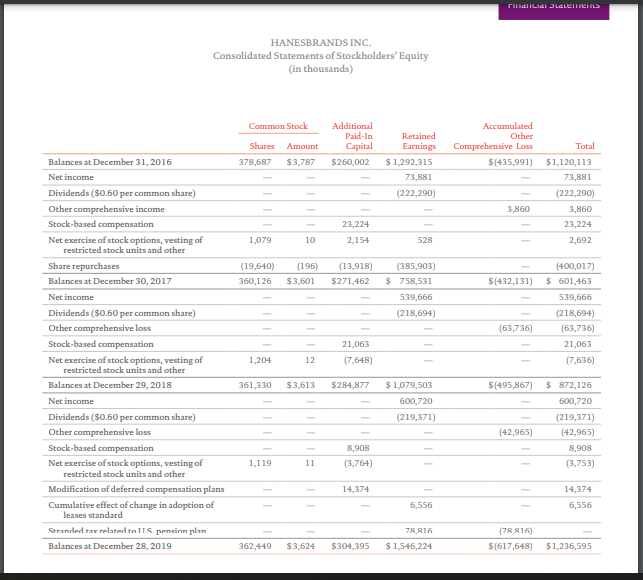 Financial Statements
HANESBRANDS INC.
Consolidated Statements of Stockholders' Equity
(in thousands)
Common Stock Additional Accumulated
Paid-In Retained Other
Shares Amount Capital Earnings Comprehensive Loss Total
Balances at December 31, 2016 378,687 $3,787 $260,002 $ 1,292,315 $(435,991) $1,120,113
Net income — — — 73,881 — 73,881
Dividends ($0.60 per common share) — — — (222,290) — (222,290)
Other comprehensive income — — — — 3,860 3,860
Stock-based compensation — — 23,224 — — 23,224
Net exercise of stock options, vesting of 1,079 10 2,154 528 — 2,692
restricted stock units and other
Share repurchases (19,640) (196) (13,918) (385,903) — (400,017)
Balances at December 30, 2017 360,126 $3,601 $271,462 $ 758,531 $(432,131) $ 601,463
Net income — — — 539,666 — 539,666
Dividends ($0.60 per common share) — — — (218,694) — (218,694)
Other comprehensive loss — — — — (63,736) (63,736)
Stock-based compensation — — 21,063 — — 21,063
Net exercise of stock options, vesting of 1,204 12 (7,648) — — (7,636)
restricted stock units and other
Balances at December 29, 2018 361,330 $3,613 $284,877 $ 1,079,503 $(495,867) $ 872,126
Net income — — — 600,720 — 600,720
Dividends ($0.60 per common share) — — — (219,371) — (219,371)
Other comprehensive loss — — — — (42,965) (42,965)
Stock-based compensation — — 8,908 — — 8,908
Net exercise of stock options, vesting of 1,119 11 (3,764) — — (3,753)
restricted stock units and other
Modification of deferred compensation plans — — 14,374 — — 14,374
Cumulative effect of change in adoption of — — — 6,556 — 6,556
leases standard
Stranded tax related to U.S. pension plan — — — 78,816 (78,816) —
Balances at December 28, 2019 362,449 $3,624 $304,395 $ 1,546,224 $(617,648) $1,236,595